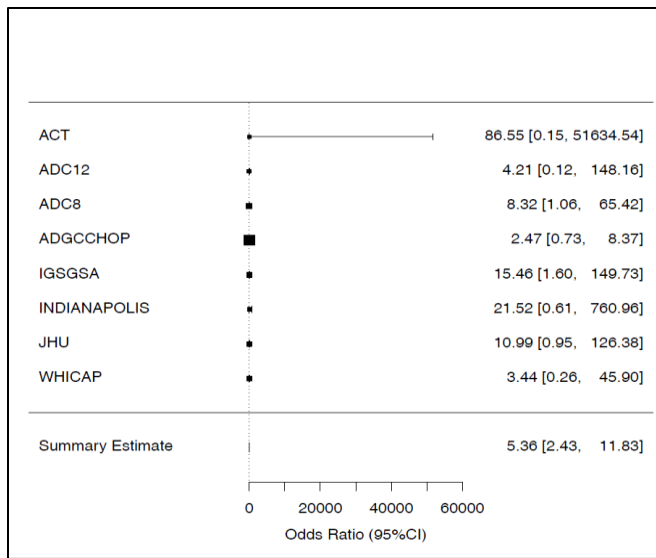 ACT 86.55 [0.15, 51634.54]
ADC12 4.21 [0.12, 148.16]
ADC8 8.32 [1.06, 65.42]
ADGCCHOP 2.47 [0.73, 8.37]
IGSGSA 15.46 [1.60, 149.73]
INDIANAPOLIS 21.52 [0.61, 760.96]
JHU 10.99 [0.95, 126.38]
WHICAP 3.44 [0.26, 45.90]
Summary Estimate 5.36 [2.43, 11.83]
0 20000 40000 60000
Odds Ratio (95%CI)